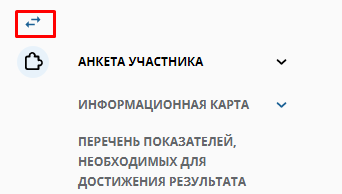 АНКЕТА УЧАСТНИКА
ИНФОРМАЦИОННАЯ КАРТА
ПЕРЕЧЕНЬ ПОКАЗАТЕЛЕЙ,
НЕОБХОДИМЫХ ДЛЯ
ДОСТИЖЕНИЯ РЕЗУЛЬТАТА